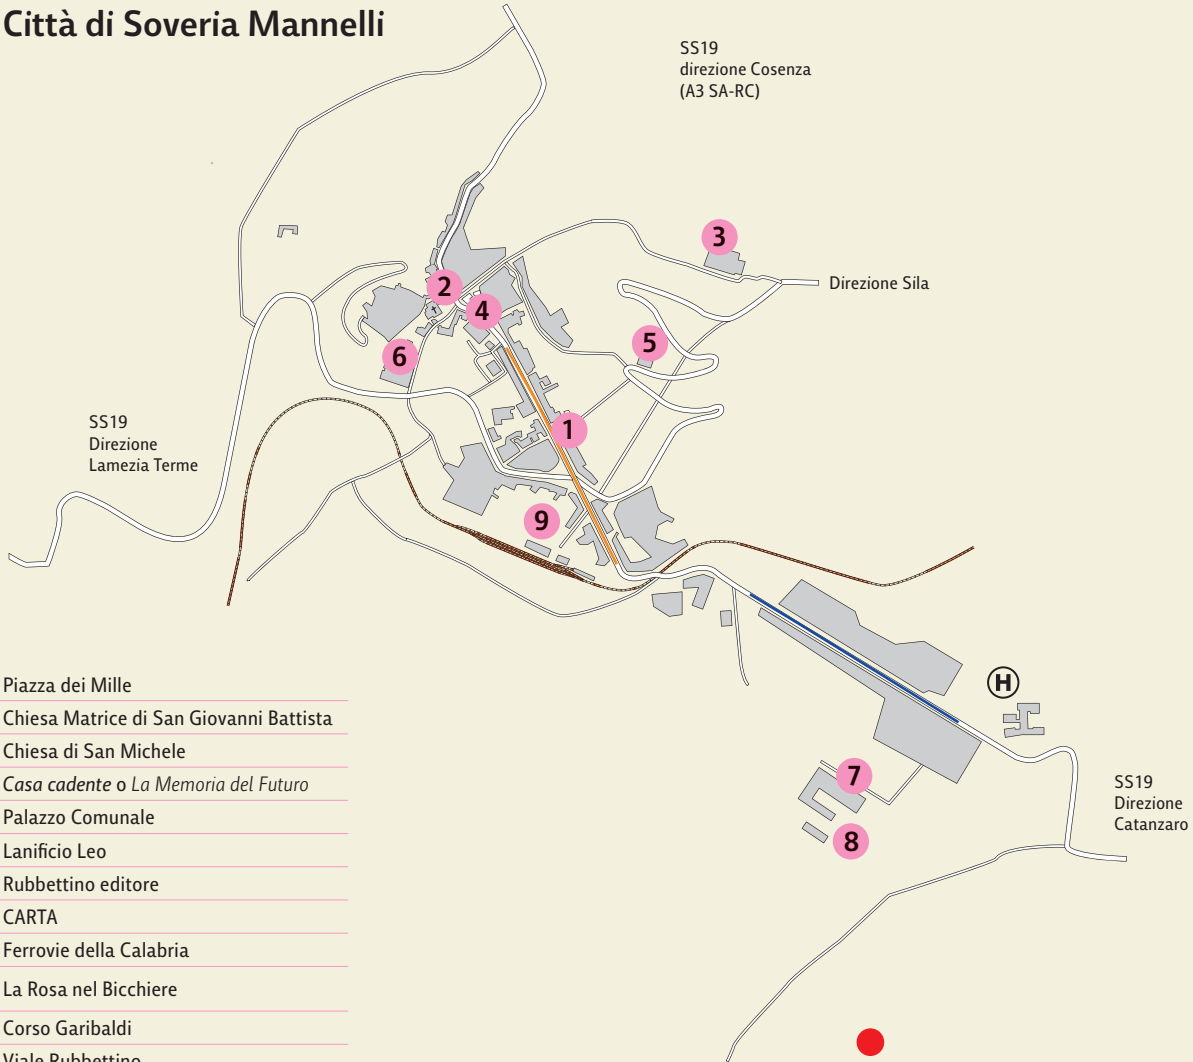 Città di Soveria Mannelli
SS19
direzione Cosenza
(A3 SA-RC)
3
Direzione Sila
2
4
5
6
1
SS19
Direzione
Lamezia Terme
9
H
7
8
SS19
Direzione
Catanzaro
Piazza dei Mille
Chiesa Matrice di San Giovanni Battista
Chiesa di San Michele
Casa cadente o La Memoria del Futuro
Palazzo Comunale
Lanificio Leo
Rubbettino editore
CARTA
Ferrovie della Calabria
La Rosa nel Bicchiere
Corso Garibaldi
Viale Rubbettino